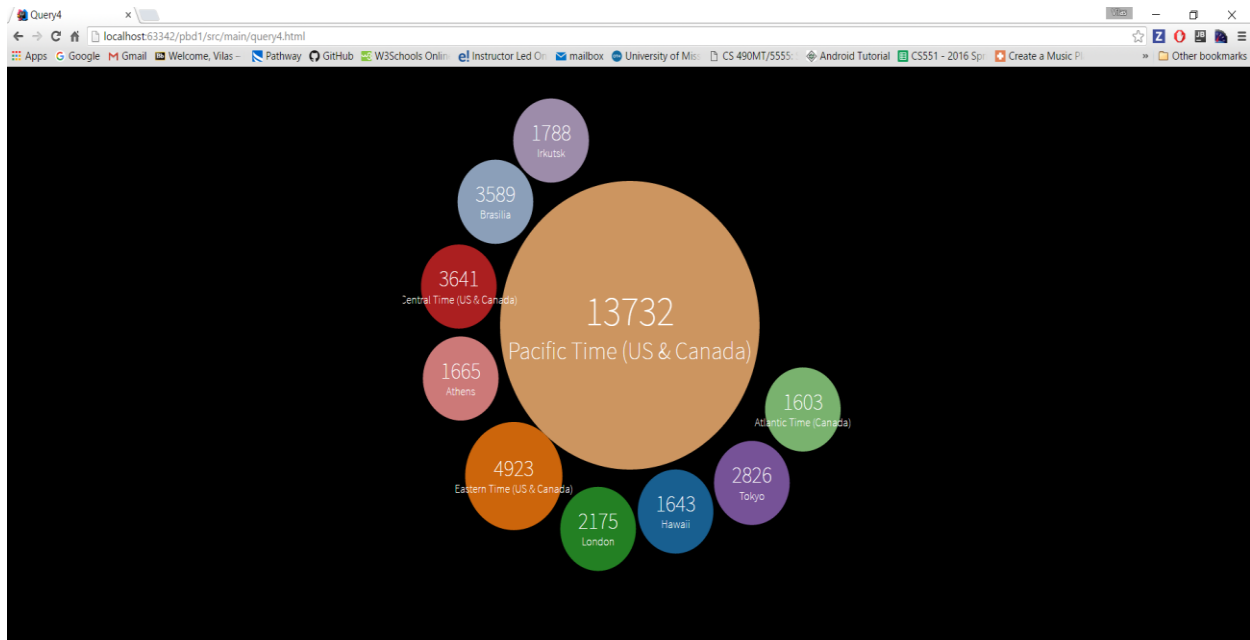 Query4
Vilas
localhost:63342/pbd1/src/main/query4.html
Apps Google Gmail Welcome, Vilas – Pathway GitHub W3Schools Onlin Instructor Led On mailbox University of Mis CS 490MT/5555: Android Tutorial CS551 - 2016 Spr Create a Music Pl » Other bookmarks
1788
Irkutsk
3589
Brasilia
3641
Central Time (US & Canada)
13732
Pacific Time (US & Canada)
1665
Athens
1603
Atlantic Time (Canada)
4923
Eastern Time (US & Canada)
2826
Tokyo
1643
Hawaii
2175
London